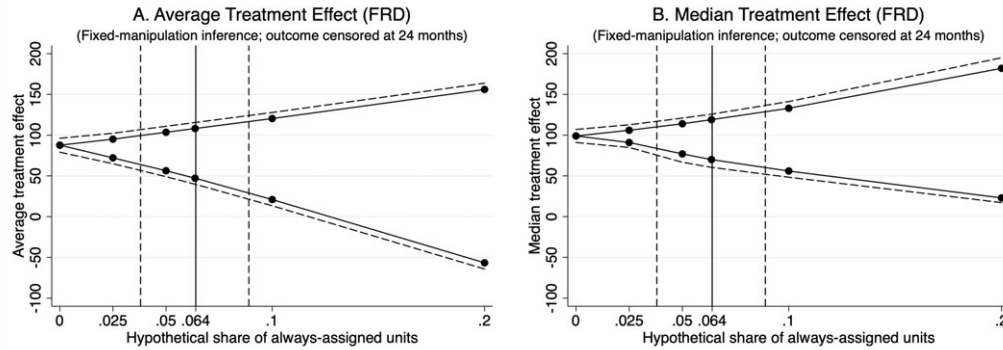 A. Average Treatment Effect (FRD)
(Fixed-manipulation inference; outcome censored at 24 months)
Average treatment effect
200
150
100
50
0
-50
-100
0 .025 .05 .064 .1 .2
Hypothetical share of always-assigned units
B. Median Treatment Effect (FRD)
(Fixed-manipulation inference; outcome censored at 24 months)
Median treatment effect
200
150
100
50
0
-50
-100
0 .025 .05 .064 .1 .2
Hypothetical share of always-assigned units